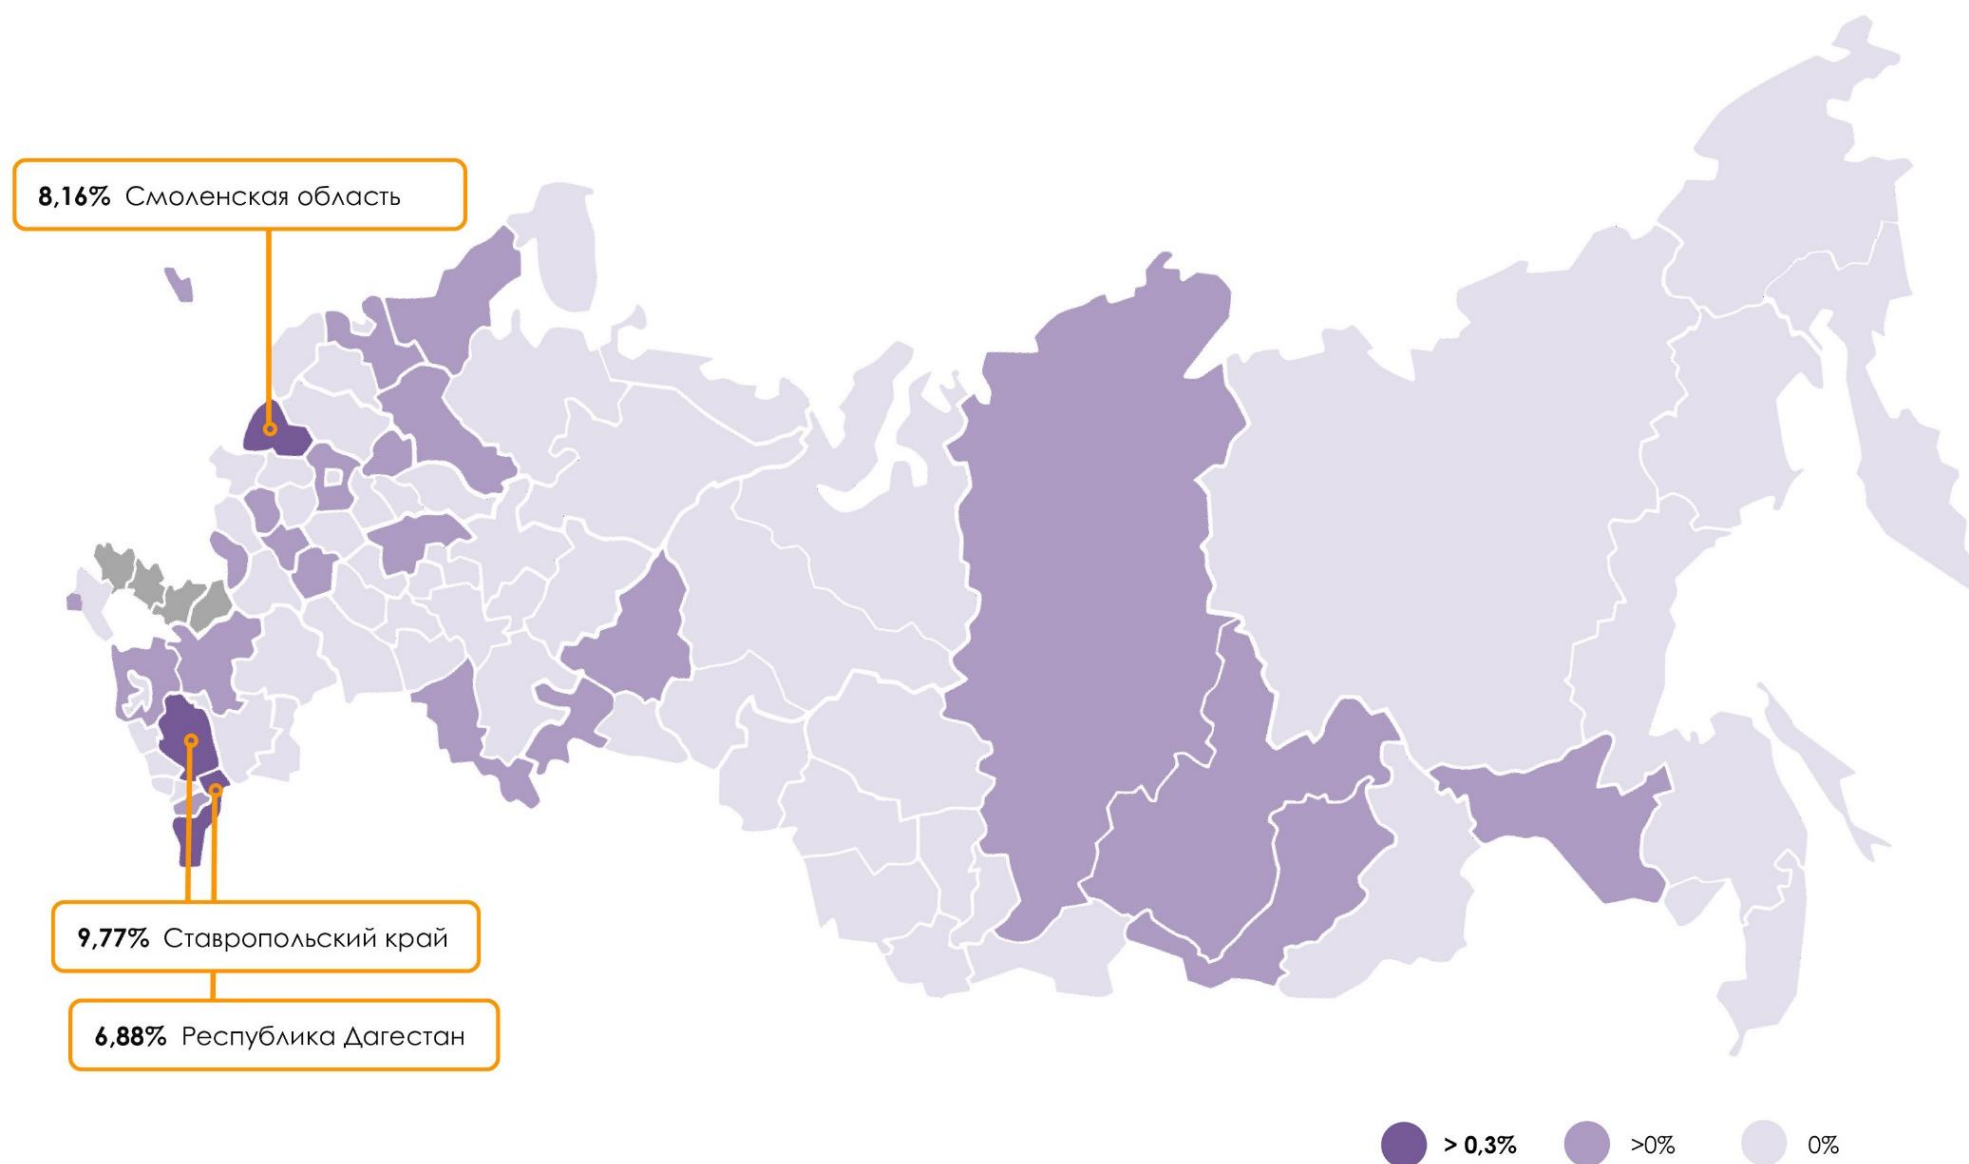 8,16% Смоленская область
9,77% Ставропольский край
6,88% Республика Дагестан
> 0,3% >0% 0%